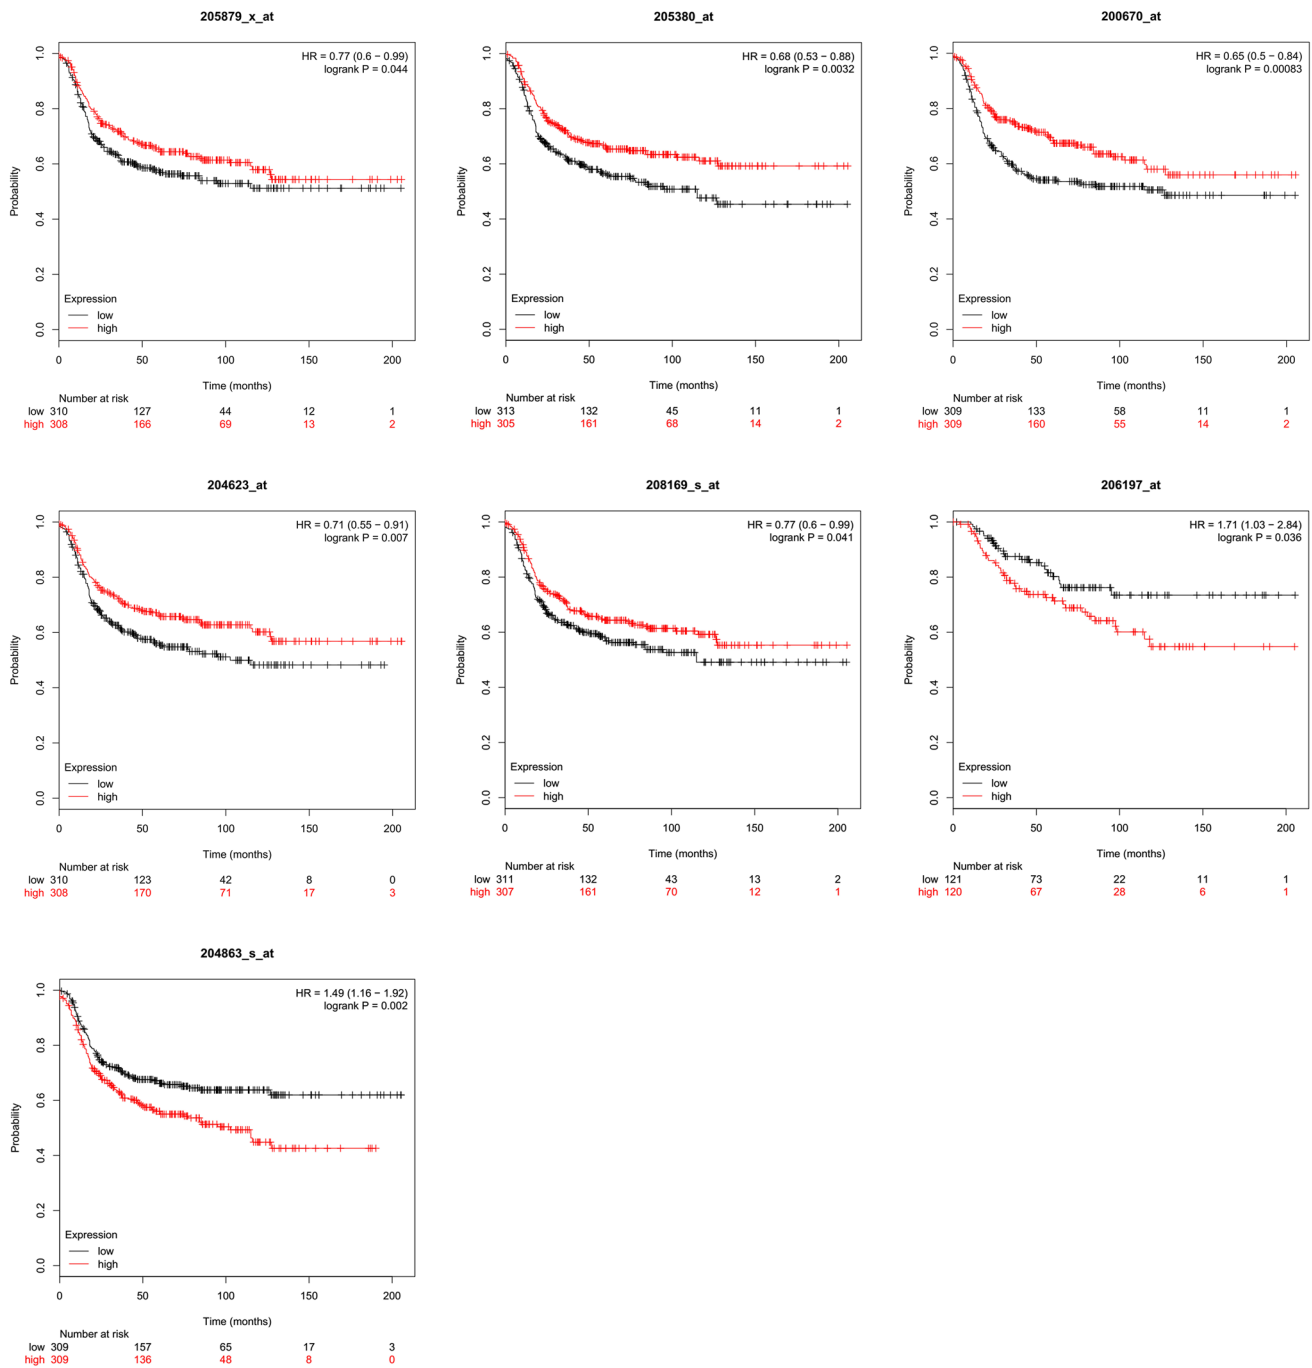 205879_x_at
HR = 0.77 (0.6 − 0.99)
logrank P = 0.044
Probability
1.0
0.8
0.6
0.4
0.2
0.0
Expression
low
high
0 50 100 150 200
Time (months)
Number at risk
low 310 127 44 12 1
high 308 166 69 13 2
205380_at
HR = 0.68 (0.53 − 0.88)
logrank P = 0.0032
Probability
1.0
0.8
0.6
0.4
0.2
0.0
Expression
low
high
0 50 100 150 200
Time (months)
Number at risk
low 313 132 45 11 1
high 305 161 68 14 2
200670_at
HR = 0.65 (0.5 − 0.84)
logrank P = 0.00083
Probability
1.0
0.8
0.6
0.4
0.2
0.0
Expression
low
high
0 50 100 150 200
Time (months)
Number at risk
low 309 133 58 11 1
high 309 160 55 14 2
204623_at
HR = 0.71 (0.55 − 0.91)
logrank P = 0.007
Probability
1.0
0.8
0.6
0.4
0.2
0.0
Expression
low
high
0 50 100 150 200
Time (months)
Number at risk
low 310 123 42 8 0
high 308 170 71 17 3
208169_s_at
HR = 0.77 (0.6 − 0.99)
logrank P = 0.041
Probability
1.0
0.8
0.6
0.4
0.2
0.0
Expression
low
high
0 50 100 150 200
Time (months)
Number at risk
low 311 132 43 13 2
high 307 161 70 12 1
206197_at
HR = 1.71 (1.03 − 2.84)
logrank P = 0.036
Probability
1.0
0.8
0.6
0.4
0.2
0.0
Expression
low
high
0 50 100 150 200
Time (months)
Number at risk
low 121 73 22 11 1
high 120 67 28 6 1
204863_s_at
HR = 1.49 (1.16 − 1.92)
logrank P = 0.002
Probability
1.0
0.8
0.6
0.4
0.2
0.0
Expression
low
high
0 50 100 150 200
Time (months)
Number at risk
low 309 157 65 17 3
high 309 136 48 8 0